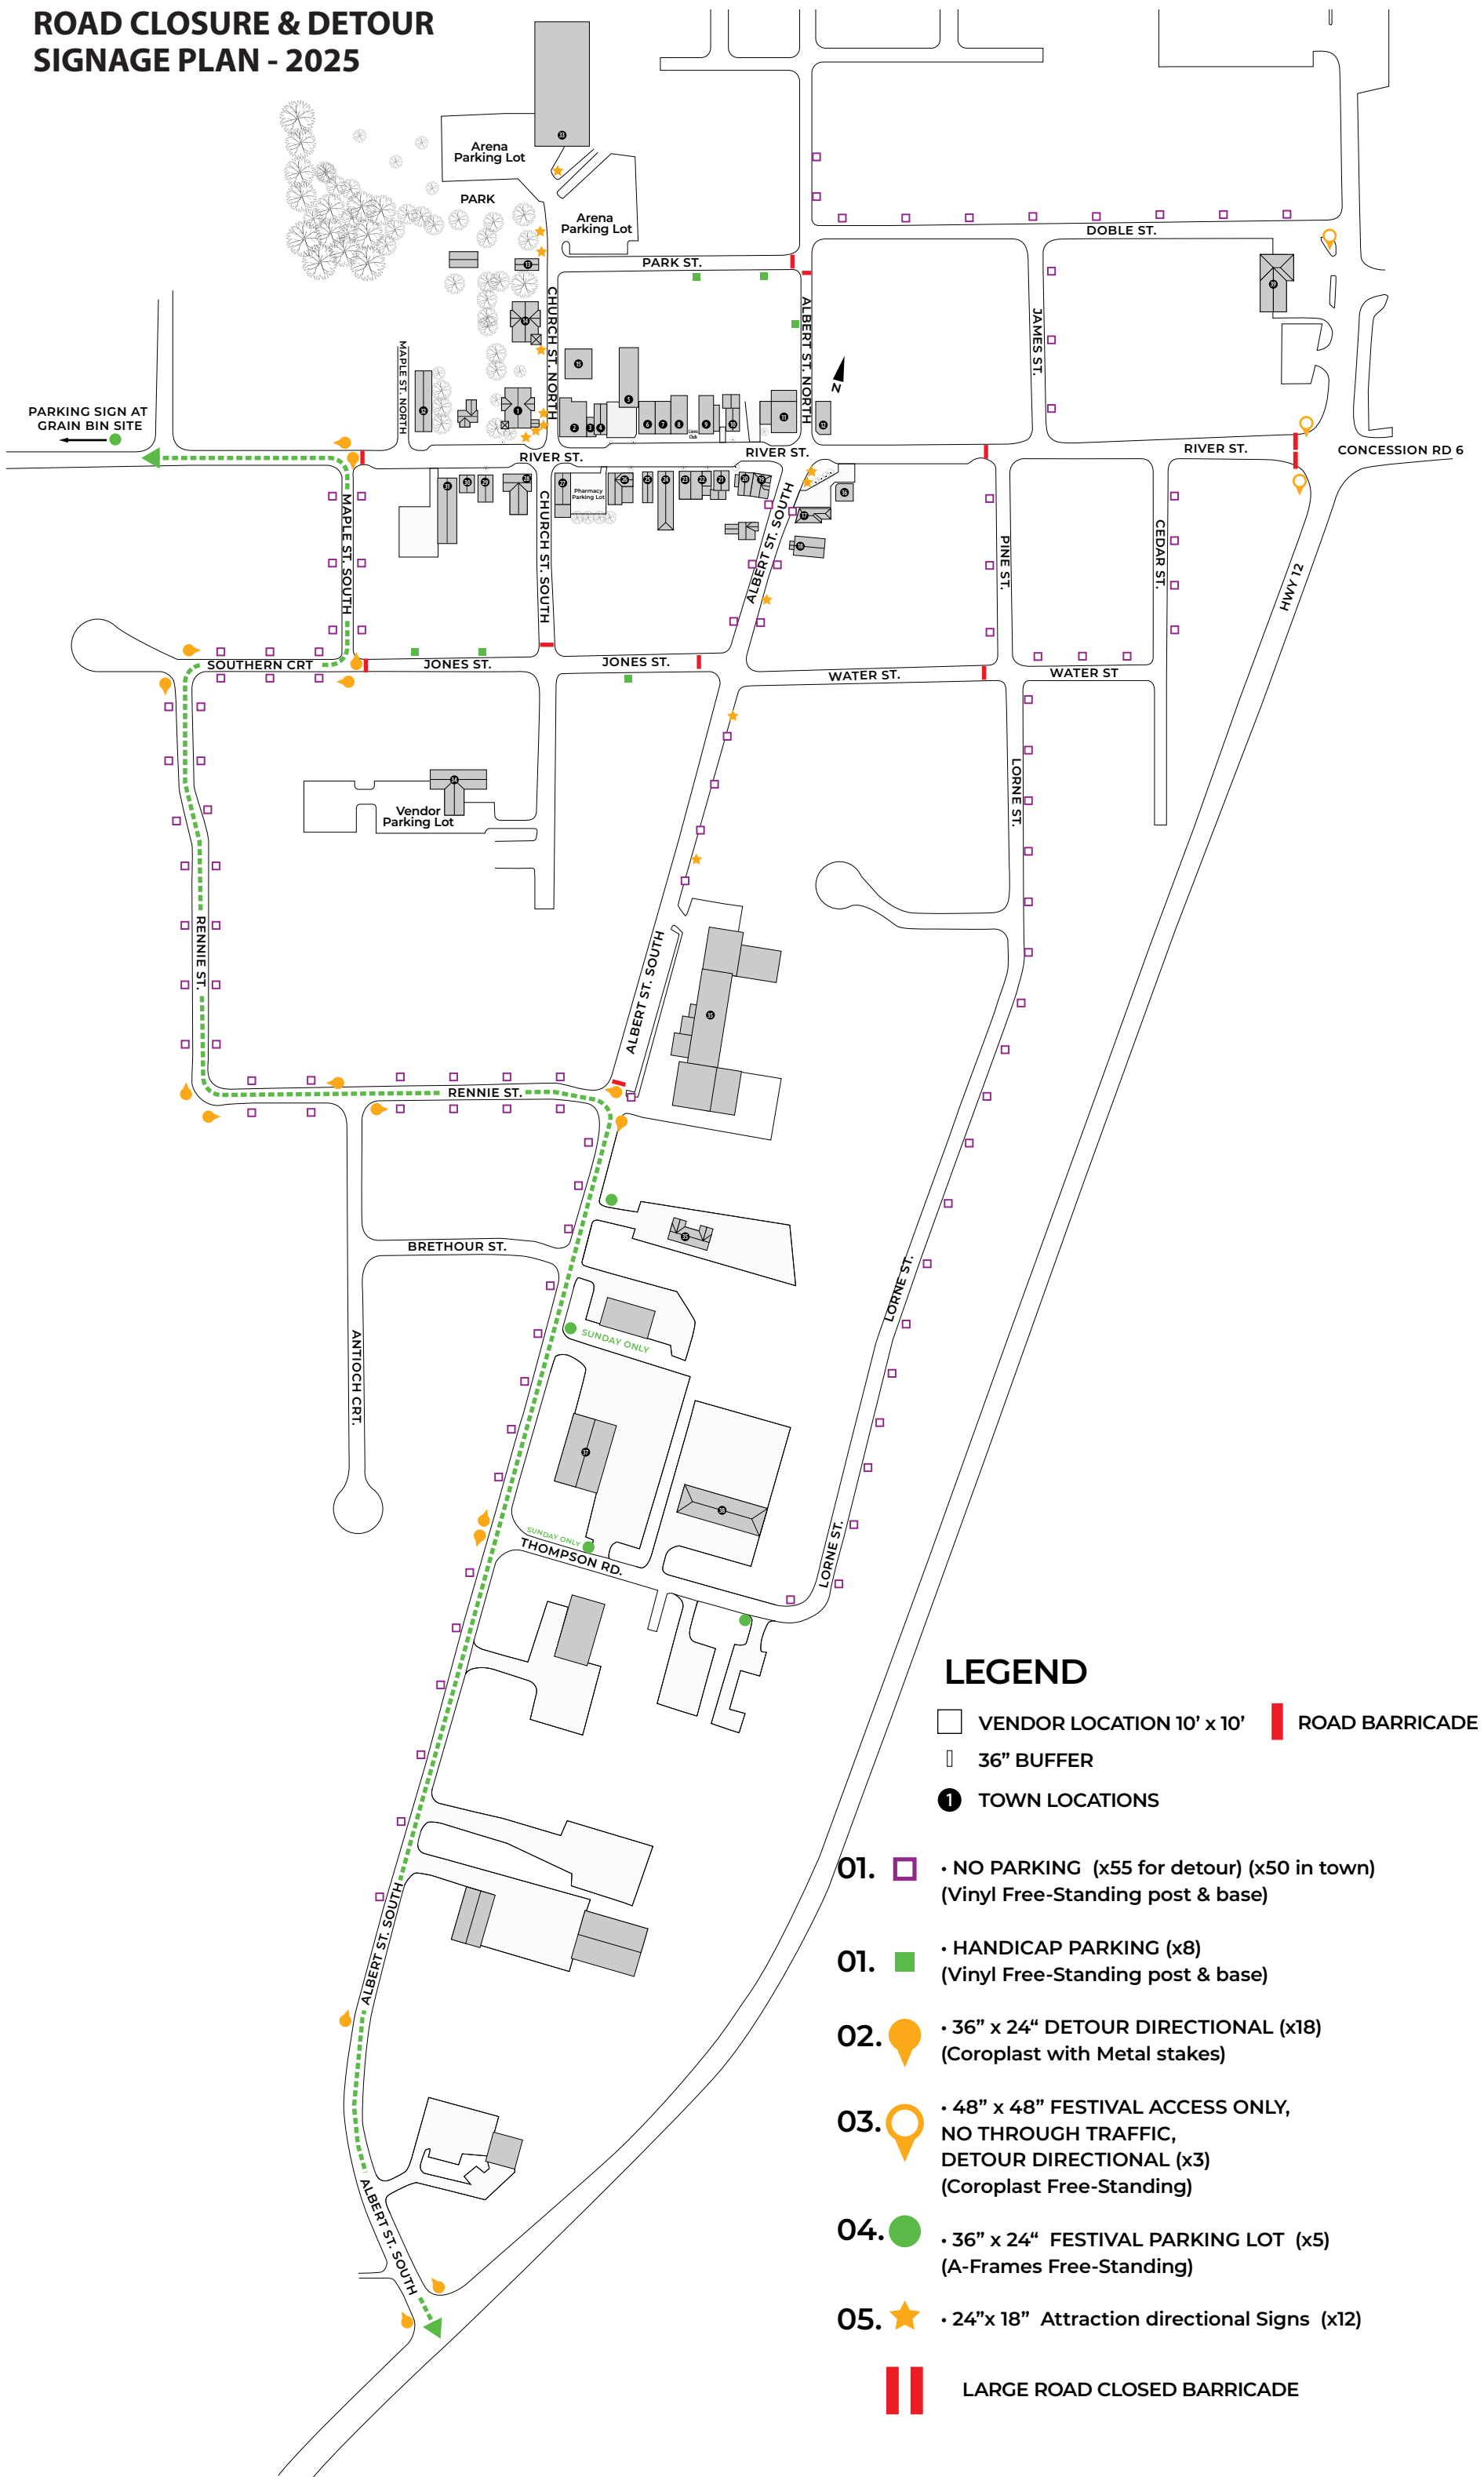 ROAD CLOSURE & DETOUR
SIGNAGE PLAN - 2025
Arena
Parking Lot
PARK
Arena
Parking Lot
PARK ST.
DOBLE ST.
CHURCH ST. NORTH
ALBERT ST. NORTH
JAMES ST.
MAPLE ST. NORTH
N
PARKING SIGN AT
GRAIN BIN SITE
RIVER ST.
RIVER ST.
RIVER ST.
CONCESSION RD 6
Lions
Club
Pharmacy
Parking Lot
MAPLE ST. SOUTH
CHURCH ST. SOUTH
ALBERT ST. SOUTH
PINE ST.
CEDAR ST.
HWY 12
SOUTHERN CRT
JONES ST.
JONES ST.
WATER ST.
WATER ST
Vendor
Parking Lot
LORNE ST.
RENNIE ST.
ALBERT ST. SOUTH
RENNIE ST.
BRETHOUR ST.
ANTIOCH CRT.
LORNE ST.
SUNDAY ONLY
SUNDAY ONLY
THOMPSON RD.
LORNE ST.
ALBERT ST. SOUTH
ALBERT ST. SOUTH
LEGEND
VENDOR LOCATION 10’ x 10’
ROAD BARRICADE
36” BUFFER
1 TOWN LOCATIONS
01. • NO PARKING (x55 for detour) (x50 in town)
(Vinyl Free-Standing post & base)
01. • HANDICAP PARKING (x8)
(Vinyl Free-Standing post & base)
02. • 36” x 24“ DETOUR DIRECTIONAL (x18)
(Coroplast with Metal stakes)
03. • 48” x 48” FESTIVAL ACCESS ONLY,
NO THROUGH TRAFFIC,
DETOUR DIRECTIONAL (x3)
(Coroplast Free-Standing)
04. • 36” x 24“ FESTIVAL PARKING LOT (x5)
(A-Frames Free-Standing)
05. • 24”x 18” Attraction directional Signs (x12)
LARGE ROAD CLOSED BARRICADE